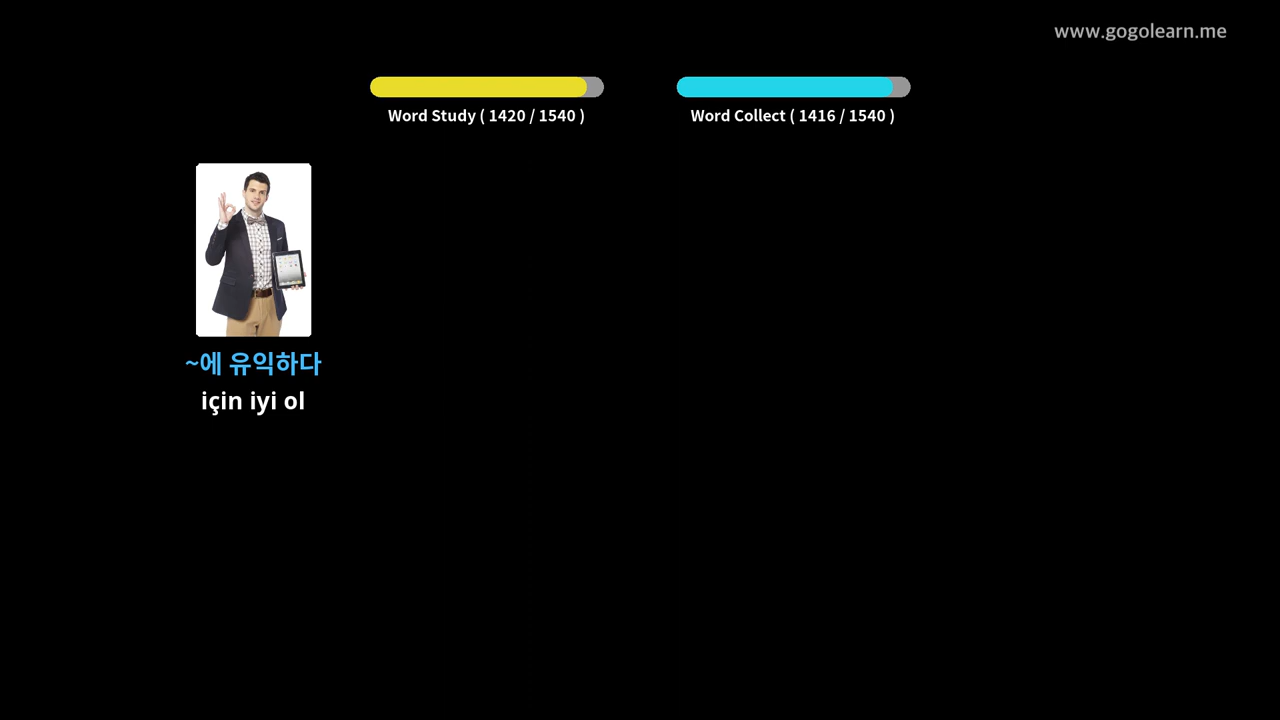 www.gogolearn.me
Word Study ( 1420 / 1540 )
Word Collect ( 1416 / 1540 )
~에 유익하다
için iyi ol